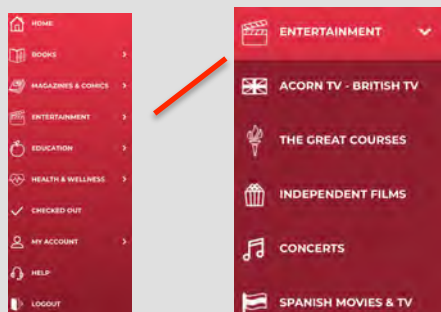 HOME
BOOKS
MAGAZINES & COMICS
ENTERTAINMENT
EDUCATION
HEALTH & WELLNESS
CHECKED OUT
MY ACCOUNT
HELP
LOGOUT
ENTERTAINMENT
ACORN TV - BRITISH TV
THE GREAT COURSES
INDEPENDENT FILMS
CONCERTS
SPANISH MOVIES & TV